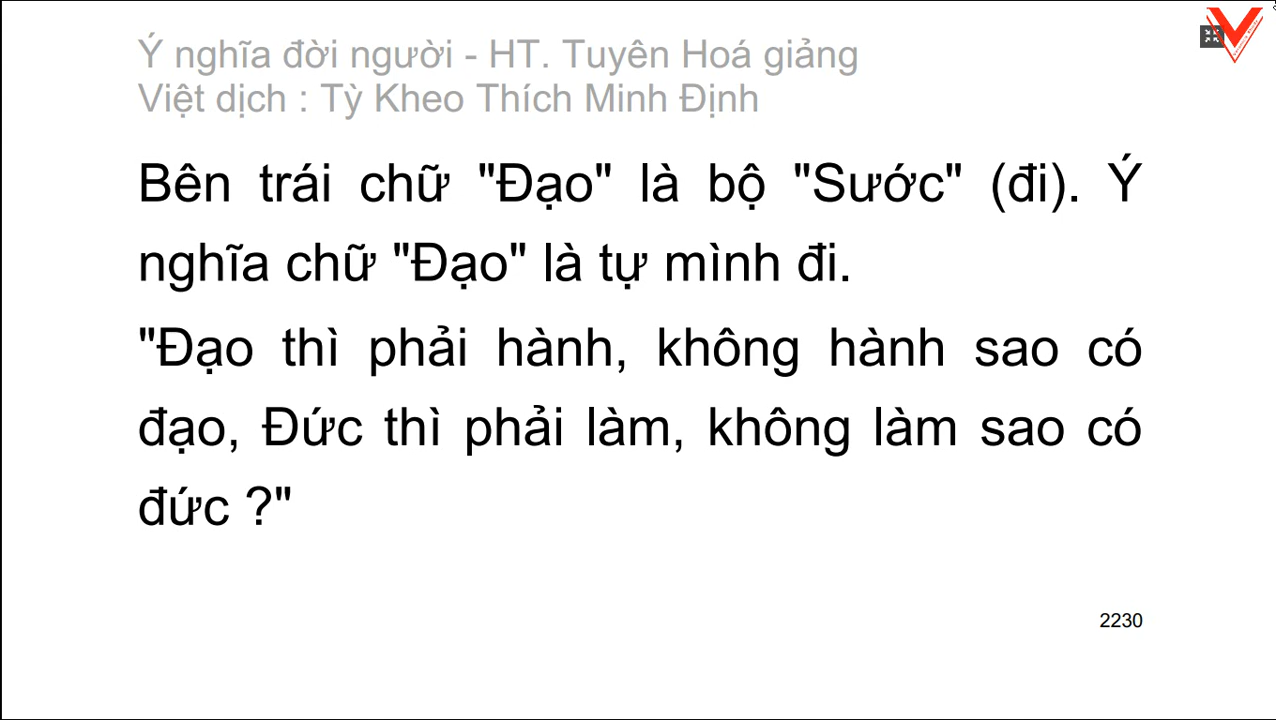 Ý nghĩa đời người - HT. Tuyên Hoá giảng
Việt dịch : Tỳ Kheo Thích Minh Định
Bên trái chữ "Đạo" là bộ "Sước" (đi). Ý
nghĩa chữ "Đạo" là tự mình đi.
"Đạo thì phải hành, không hành sao có
đạo, Đức thì phải làm, không làm sao có
đức ?"
2230